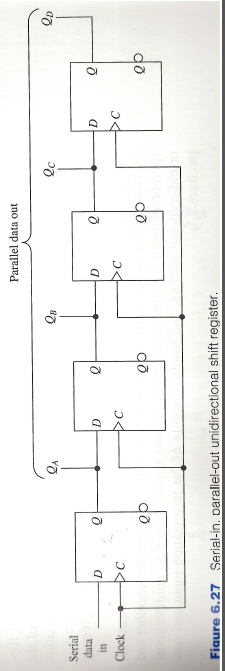 Parallel data out
Q_A
Q_B
Q_C
Q_D
Serial
data
in
Clock
D
Q
C
Q
D
Q
C
Q
D
Q
C
Q
D
Q
C
Q
Figure 6.27 Serial-in, parallel-out unidirectional shift register.